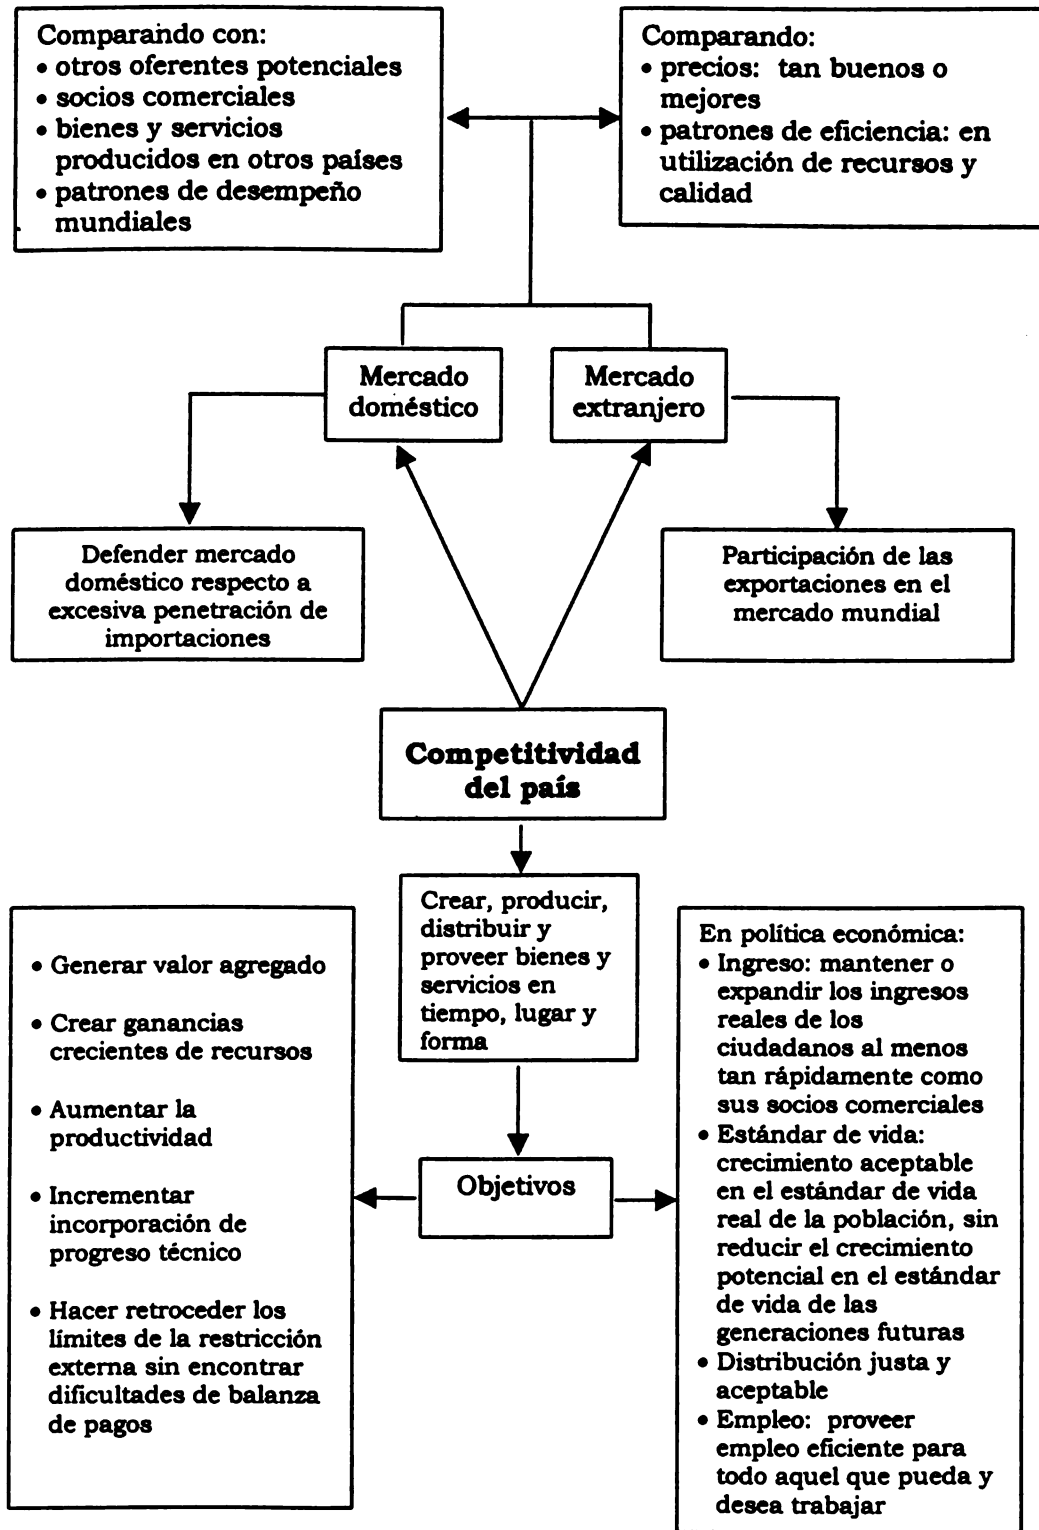 Comparando con:
• otros oferentes potenciales
• socios comerciales
• bienes y servicios
producidos en otros países
• patrones de desempeño
mundiales
Comparando:
• precios: tan buenos o
mejores
• patrones de eficiencia: en
utilización de recursos y
calidad
Mercado
doméstico
Mercado
extranjero
Defender mercado
doméstico respecto a
excesiva penetración de
importaciones
Participación de las
exportaciones en el
mercado mundial
Competitividad
del país
Crear, producir,
distribuir y
proveer bienes y
servicios en
tiempo, lugar y
forma
Objetivos
• Generar valor agregado
• Crear ganancias
crecientes de recursos
• Aumentar la
productividad
• Incrementar
incorporación de
progreso técnico
• Hacer retroceder los
límites de la restricción
externa sin encontrar
dificultades de balanza
de pagos
En política económica:
• Ingreso: mantener o
expandir los ingresos
reales de los
ciudadanos al menos
tan rápidamente como
sus socios comerciales
• Estándar de vida:
crecimiento aceptable
en el estándar de vida
real de la población, sin
reducir el crecimiento
potencial en el estándar
de vida de las
generaciones futuras
• Distribución justa y
aceptable
• Empleo: proveer
empleo eficiente para
todo aquel que pueda y
desea trabajar